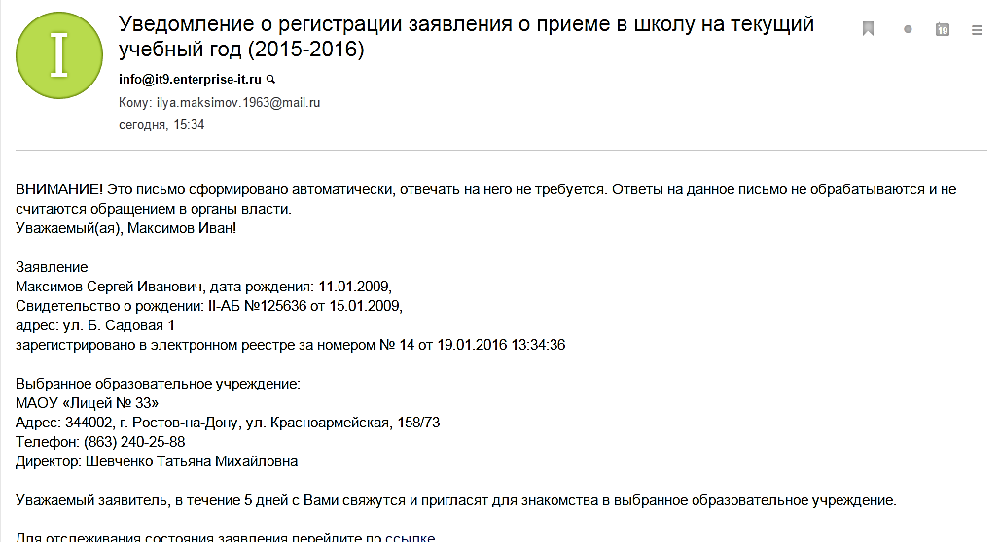 I
Уведомление о регистрации заявления о приеме в школу на текущий
учебный год (2015-2016)
info@it9.enterprise-it.ru
Кому: ilya.maksimov.1963@mail.ru
сегодня, 15:34
ВНИМАНИЕ! Это письмо сформировано автоматически, отвечать на него не требуется. Ответы на данное письмо не обрабатываются и не
считаются обращением в органы власти.
Уважаемый(ая), Максимов Иван!
Заявление
Максимов Сергей Иванович, дата рождения: 11.01.2009,
Свидетельство о рождении: II-АБ №125636 от 15.01.2009,
адрес: ул. Б. Садовая 1
зарегистрировано в электронном реестре за номером № 14 от 19.01.2016 13:34:36
Выбранное образовательное учреждение:
МАОУ «Лицей № 33»
Адрес: 344002, г. Ростов-на-Дону, ул. Красноармейская, 158/73
Телефон: (863) 240-25-88
Директор: Шевченко Татьяна Михайловна
Уважаемый заявитель, в течение 5 дней с Вами свяжутся и пригласят для знакомства в выбранное образовательное учреждение.
Для отслеживания состояния заявления перейдите по ссылке